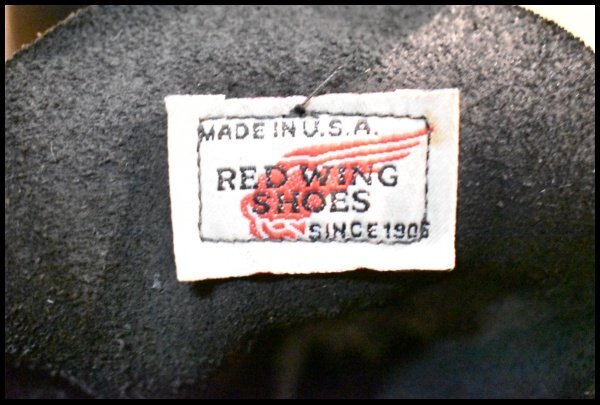 MADE IN U.S.A.
RED WING
SHOES
SINCE 1905